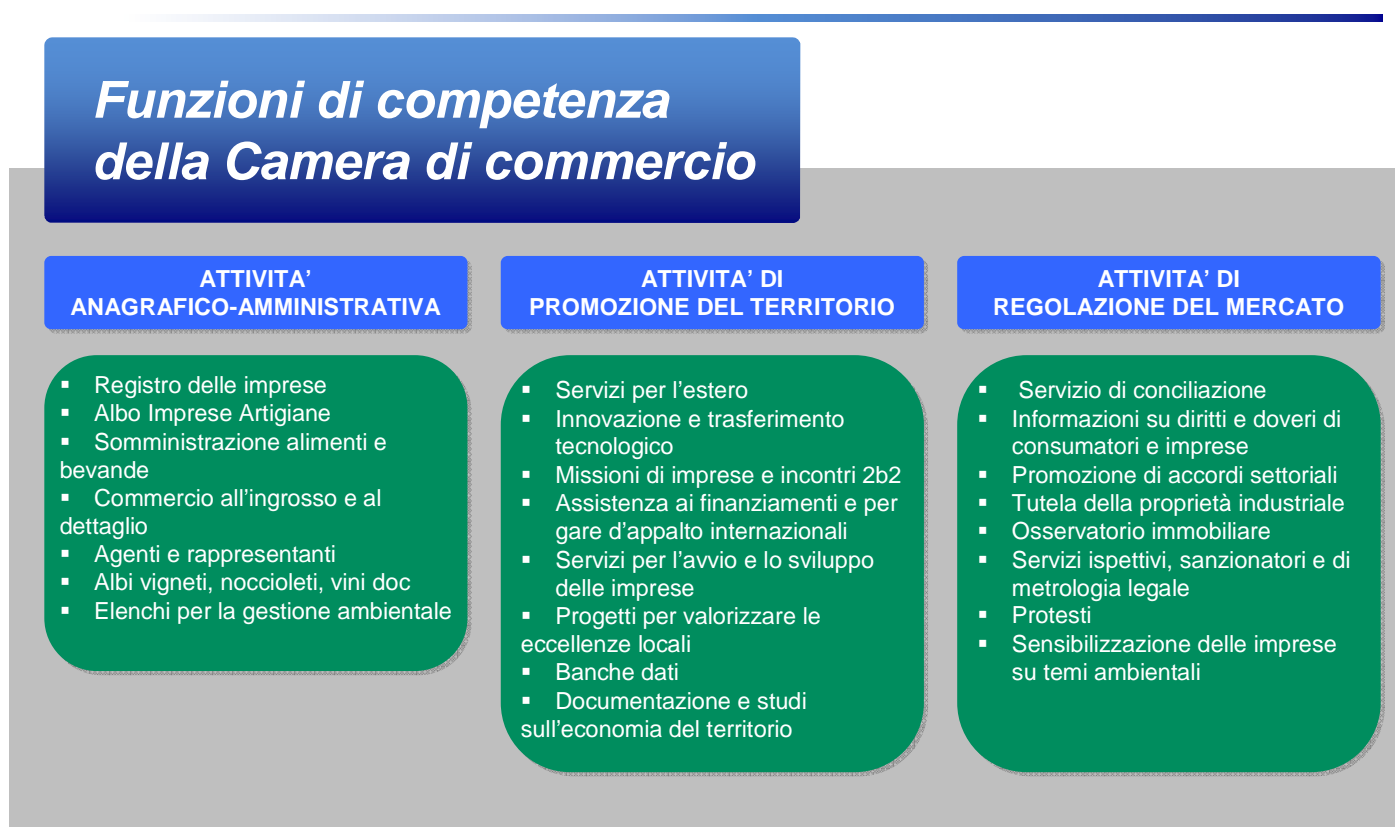 Funzioni di competenza
della Camera di commercio
ATTIVITA’
ANAGRAFICO-AMMINISTRATIVA
▪ Registro delle imprese
▪ Albo Imprese Artigiane
▪ Somministrazione alimenti e
bevande
▪ Commercio all’ingrosso e al
dettaglio
▪ Agenti e rappresentanti
▪ Albi vigneti, noccioleti, vini doc
▪ Elenchi per la gestione ambientale
ATTIVITA’ DI
PROMOZIONE DEL TERRITORIO
▪ Servizi per l’estero
▪ Innovazione e trasferimento
tecnologico
▪ Missioni di imprese e incontri 2b2
▪ Assistenza ai finanziamenti e per
gare d’appalto internazionali
▪ Servizi per l’avvio e lo sviluppo
delle imprese
▪ Progetti per valorizzare le
eccellenze locali
▪ Banche dati
▪ Documentazione e studi
sull’economia del territorio
ATTIVITA’ DI
REGOLAZIONE DEL MERCATO
▪ Servizio di conciliazione
▪ Informazioni su diritti e doveri di
consumatori e imprese
▪ Promozione di accordi settoriali
▪ Tutela della proprietà industriale
▪ Osservatorio immobiliare
▪ Servizi ispettivi, sanzionatori e di
metrologia legale
▪ Protesti
▪ Sensibilizzazione delle imprese
su temi ambientali